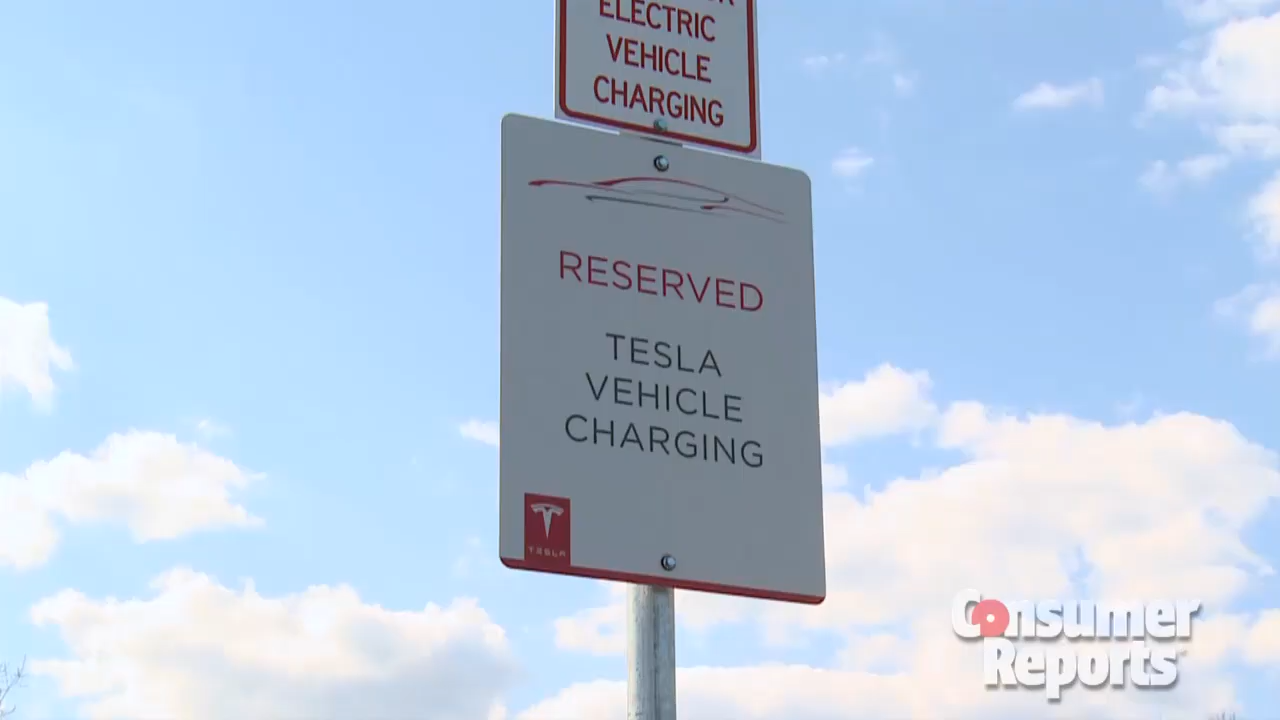 ELECTRIC
VEHICLE
CHARGING
RESERVED
TESLA
VEHICLE
CHARGING
TESLA
Consumer
Reports